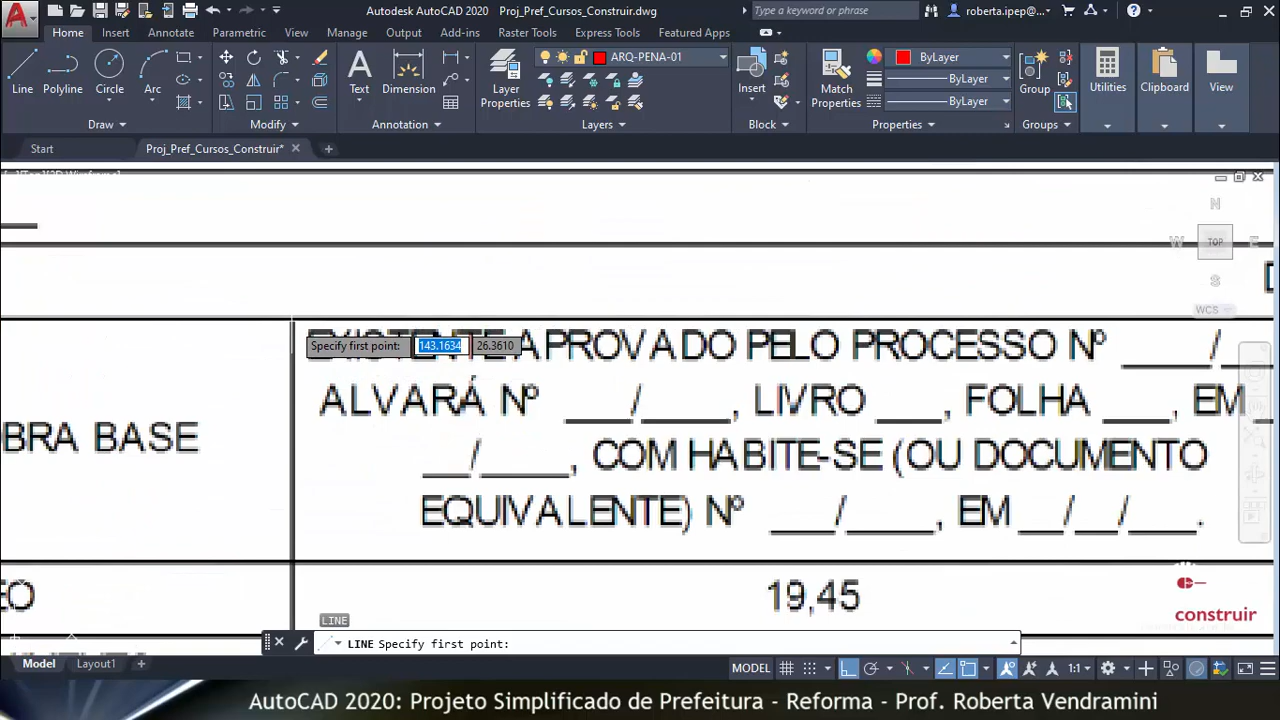 Autodesk AutoCAD 2020 Proj_Pref_Cursos_Construir.dwg
Type a keyword or phrase
roberta.ipep@...
Home Insert Annotate Parametric View Manage Output Add-ins Raster Tools Express Tools Featured Apps
ARQ-PENA-01
ByLayer
ByLayer
ByLayer
Line Polyline Circle Arc
Text Dimension
Layer Properties
Insert
Match Properties
Group
Utilities
Clipboard
View
Draw Modify Annotation Layers Block Properties Groups
Start Proj_Pref_Cursos_Construir*
N
W TOP E
S
WCS
EXISTENTE APROVADO PELO PROCESSO Nº ____/
Specify first point: 143.1634 26.3610
ALVARÁ Nº ___/____, LIVRO ___, FOLHA ___, EM
OBRA BASE
__/____, COM HABITE-SE (OU DOCUMENTO
EQUIVALENTE) Nº ___/____, EM __/__/___.
19,45
construir
LINE
LINE Specify first point:
Model Layout1
MODEL
1:1
AutoCAD 2020: Projeto Simplificado de Prefeitura - Reforma - Prof. Roberta Vendramini